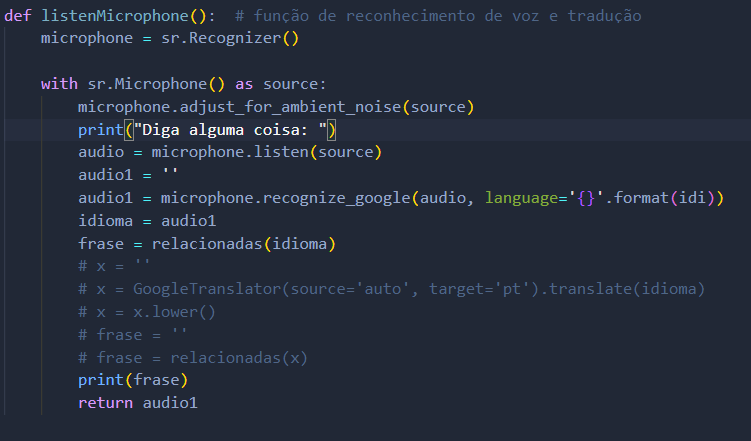 def listenMicrophone():  # função de reconhecimento de voz e tradução
    microphone = sr.Recognizer()

    with sr.Microphone() as source:
        microphone.adjust_for_ambient_noise(source)
        print("Diga alguma coisa: ")
        audio = microphone.listen(source)
        audio1 = ''
        audio1 = microphone.recognize_google(audio, language='{}'.format(idi))
        idioma = audio1
        frase = relacionadas(idioma)
        # x = ''
        # x = GoogleTranslator(source='auto', target='pt').translate(idioma)
        # x = x.lower()
        # frase = ''
        # frase = relacionadas(x)
        print(frase)
        return audio1